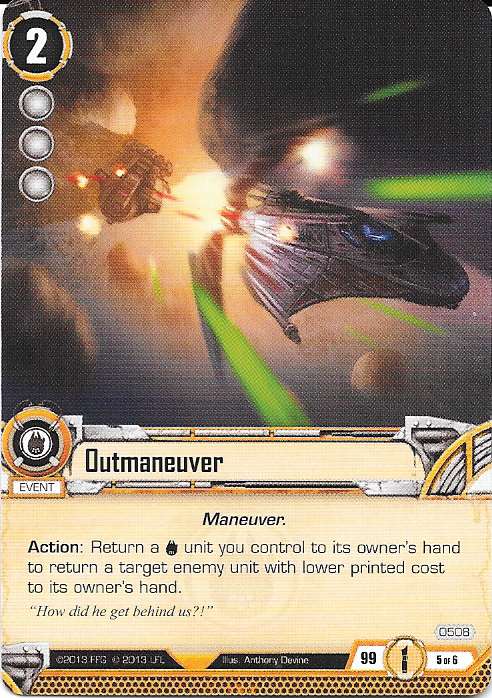 2
Outmaneuver
EVENT
Maneuver.
Action: Return a unit you control to its owner's hand
to return a target enemy unit with lower printed cost
to its owner's hand.
"How did he get behind us?!"
0508
©2013 FFG © 2013 LFL Illus. Anthony Devine 99 5 OF 6